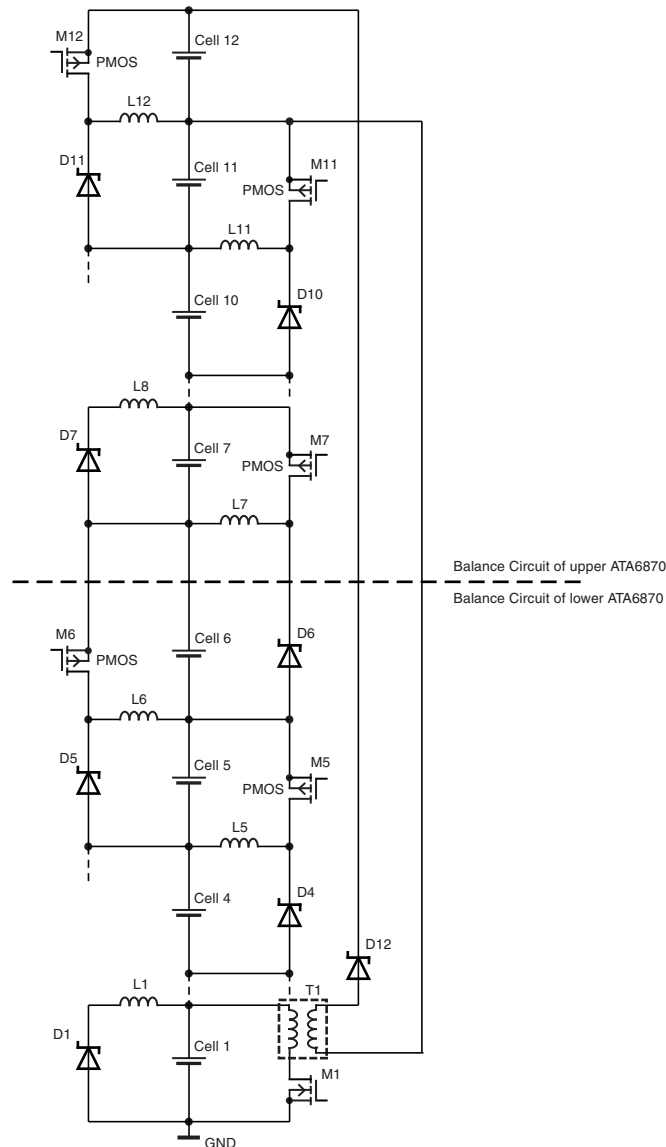 M12
Cell 12
PMOS
L12
D11
Cell 11
M11
PMOS
L11
Cell 10
D10
L8
D7
Cell 7
M7
PMOS
L7
Balance Circuit of upper ATA6870
Balance Circuit of lower ATA6870
M6
PMOS
Cell 6
D6
L6
D5
Cell 5
M5
PMOS
L5
Cell 4
D4
D12
L1
T1
D1
Cell 1
M1
GND